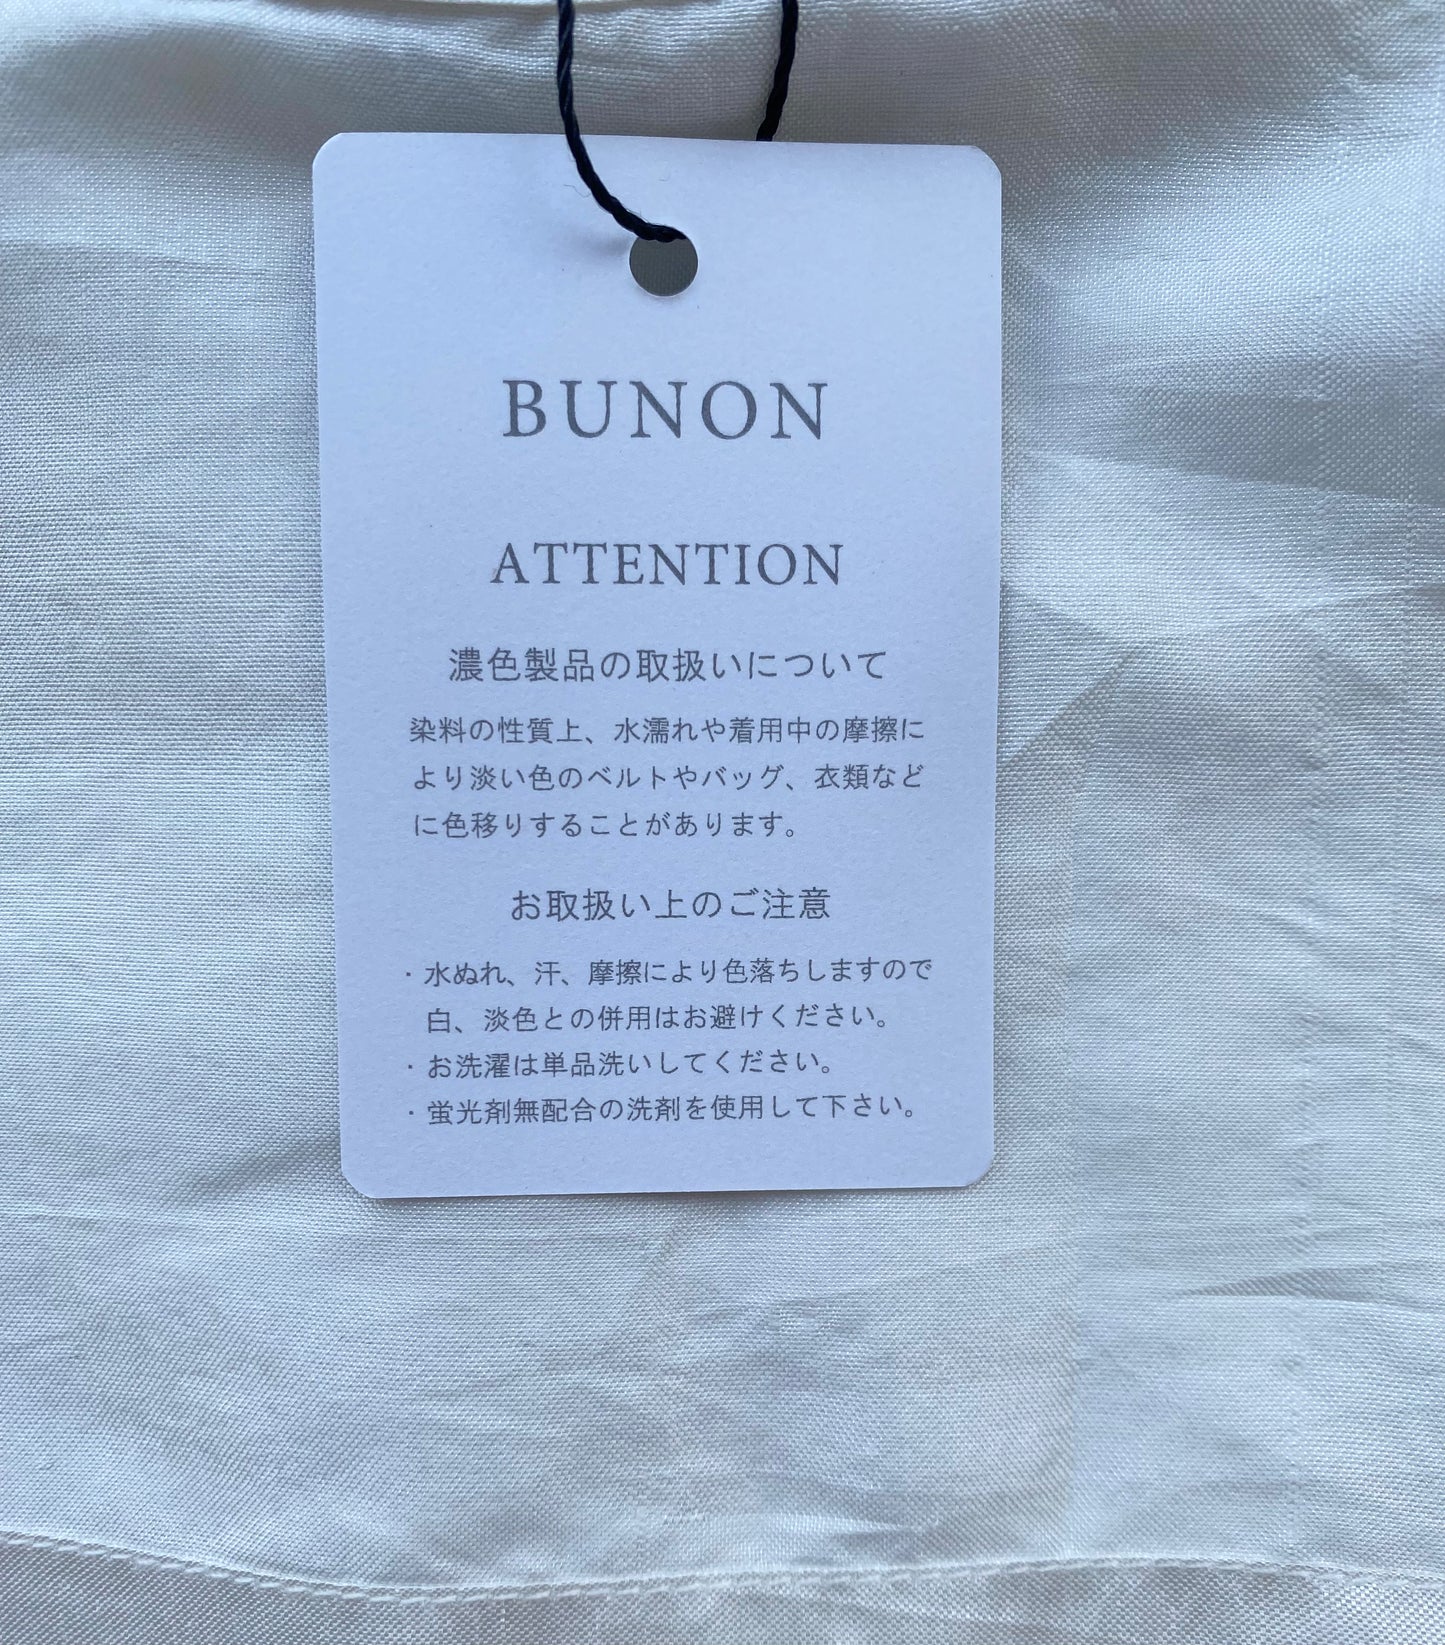 BUNON
ATTENTION
濃色製品の取扱いについて
染料の性質上、水濡れや着用中の摩擦に
より淡い色のベルトやバッグ、衣類など
に色移りすることがあります。
お取扱い上のご注意
・水ぬれ、汗、摩擦により色落ちしますので
白、淡色との併用はお避けください。
・お洗濯は単品洗いしてください。
・蛍光剤無配合の洗剤を使用して下さい。